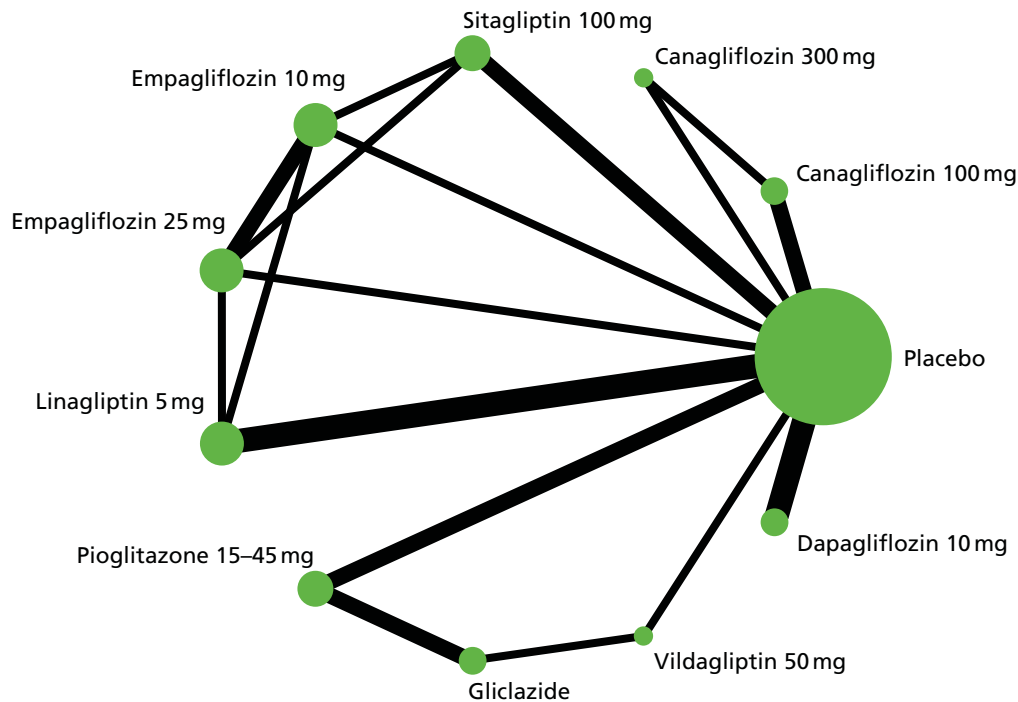 Sitagliptin 100 mg
Canagliflozin 300 mg
Empagliflozin 10 mg
Canagliflozin 100 mg
Empagliflozin 25 mg
Placebo
Linagliptin 5 mg
Dapagliflozin 10 mg
Pioglitazone 15–45 mg
Vildagliptin 50 mg
Gliclazide